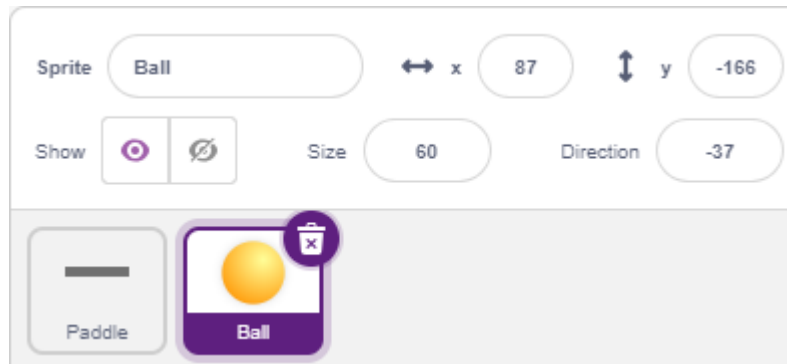 Sprite Ball x 87 y -166
Show Size 60 Direction -37
Paddle Ball